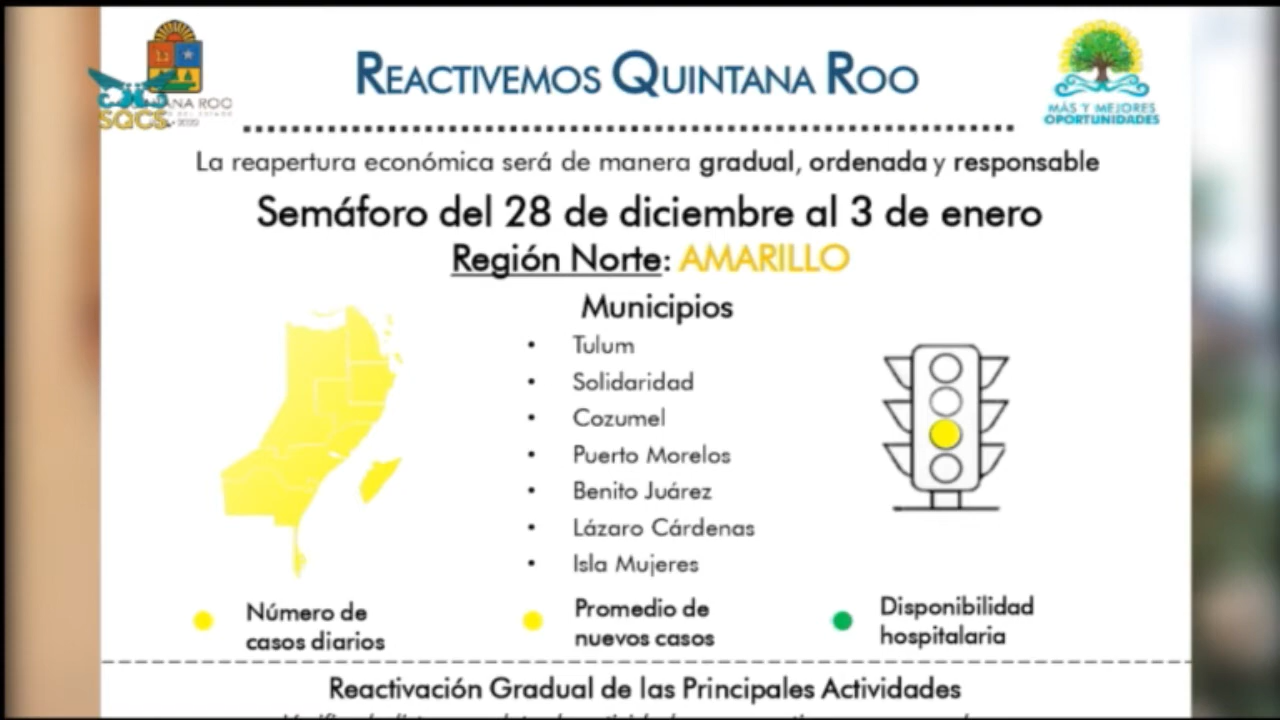 REACTIVEMOS QUINTANA ROO
SQCS
MÁS Y MEJORES
OPORTUNIDADES
La reapertura económica será de manera gradual, ordenada y responsable
Semáforo del 28 de diciembre al 3 de enero
Región Norte: AMARILLO
Municipios
• Tulum
• Solidaridad
• Cozumel
• Puerto Morelos
• Benito Juárez
• Lázaro Cárdenas
• Isla Mujeres
Número de
casos diarios
Promedio de
nuevos casos
Disponibilidad
hospitalaria
Reactivación Gradual de las Principales Actividades